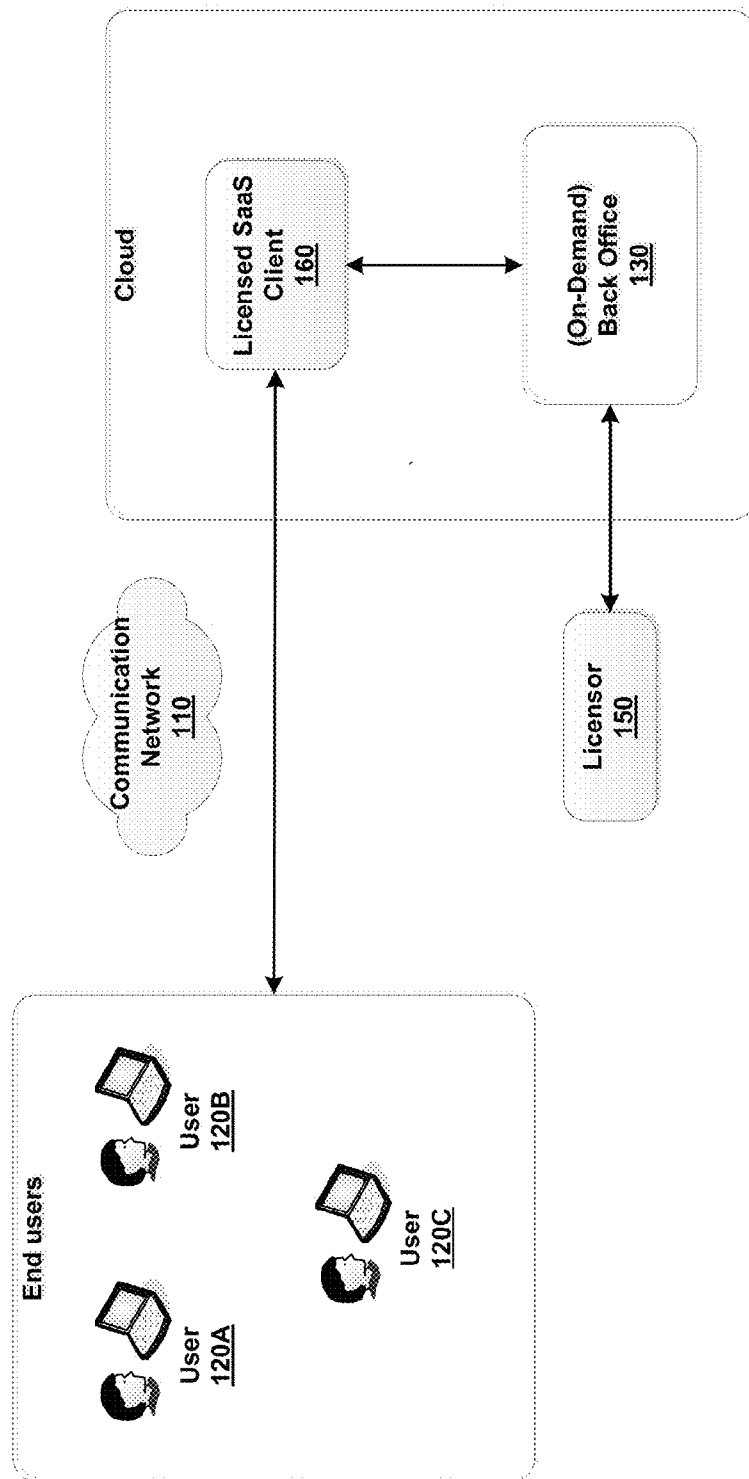 End users
User
120A
User
120B
User
120C
Communication
Network
110
Licensor
150
Cloud
Licensed SaaS
Client
160
(On-Demand)
Back Office
130